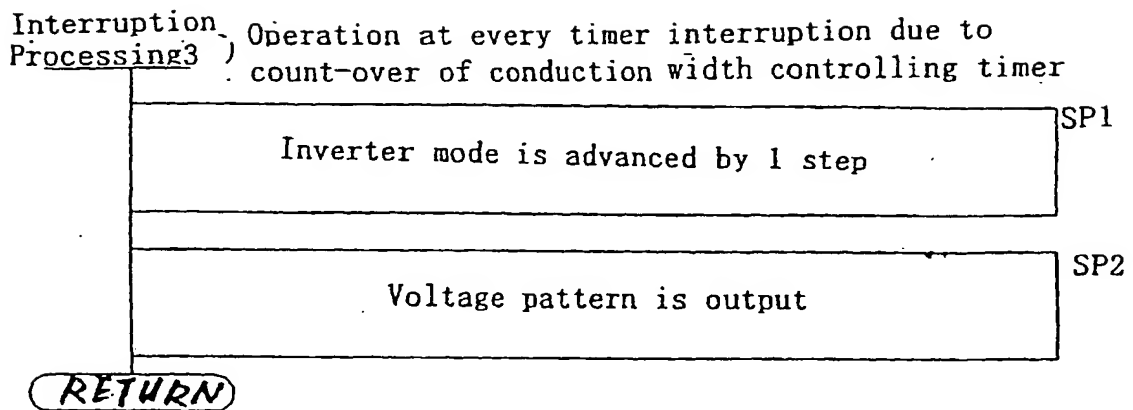 Interruption
Processing3 ) Operation at every timer interruption due to
count-over of conduction width controlling timer
SP1
Inverter mode is advanced by 1 step
SP2
Voltage pattern is output
RETURN